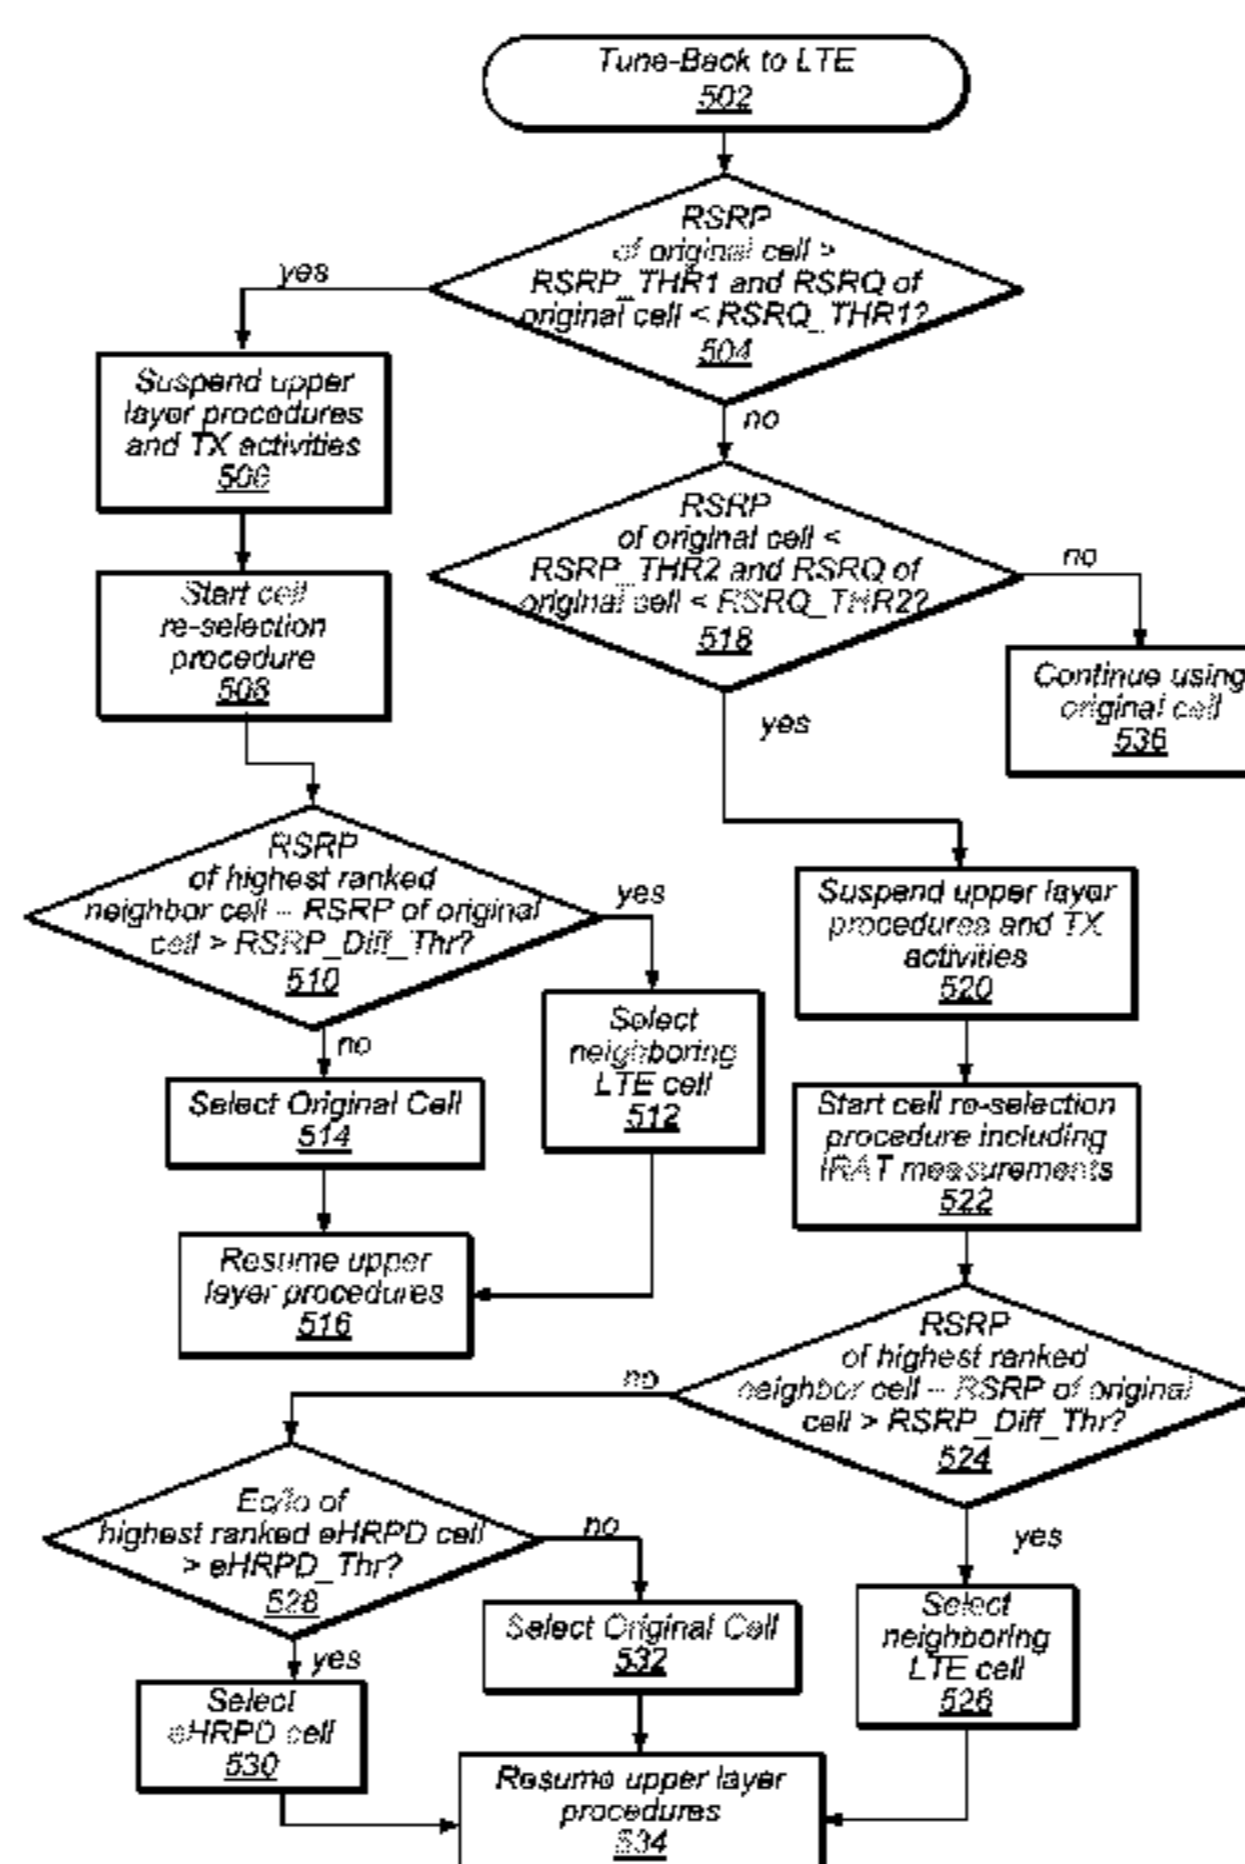 Tune-Back to LTE
502
RSRP
of original cell >
RSRP_THR1 and RSRQ of
original cell < RSRQ_THR1?
504
yes
no
Suspend upper
layer procedures
and TX activities
506
Start cell
re-selection
procedure
508
RSRP
of original cell <
RSRP_THR2 and RSRQ of
original cell < RSRQ_THR2?
518
no
yes
Continue using
original cell
536
RSRP
of highest ranked
neighbor cell – RSRP of original
cell > RSRP_Diff_Thr?
510
yes
no
Select
neighboring
LTE cell
512
Select Original Cell
514
Resume upper
layer procedures
516
Suspend upper layer
procedures and TX
activities
520
Start cell re-selection
procedure including
IRAT measurements
522
RSRP
of highest ranked
neighbor cell – RSRP of original
cell > RSRP_Diff_Thr?
524
no
yes
Ec/Io of
highest ranked eHRPD cell
> eHRPD_Thr?
528
no
yes
Select Original Cell
532
Select
neighboring
LTE cell
526
Select
eHRPD cell
530
Resume upper layer
procedures
534